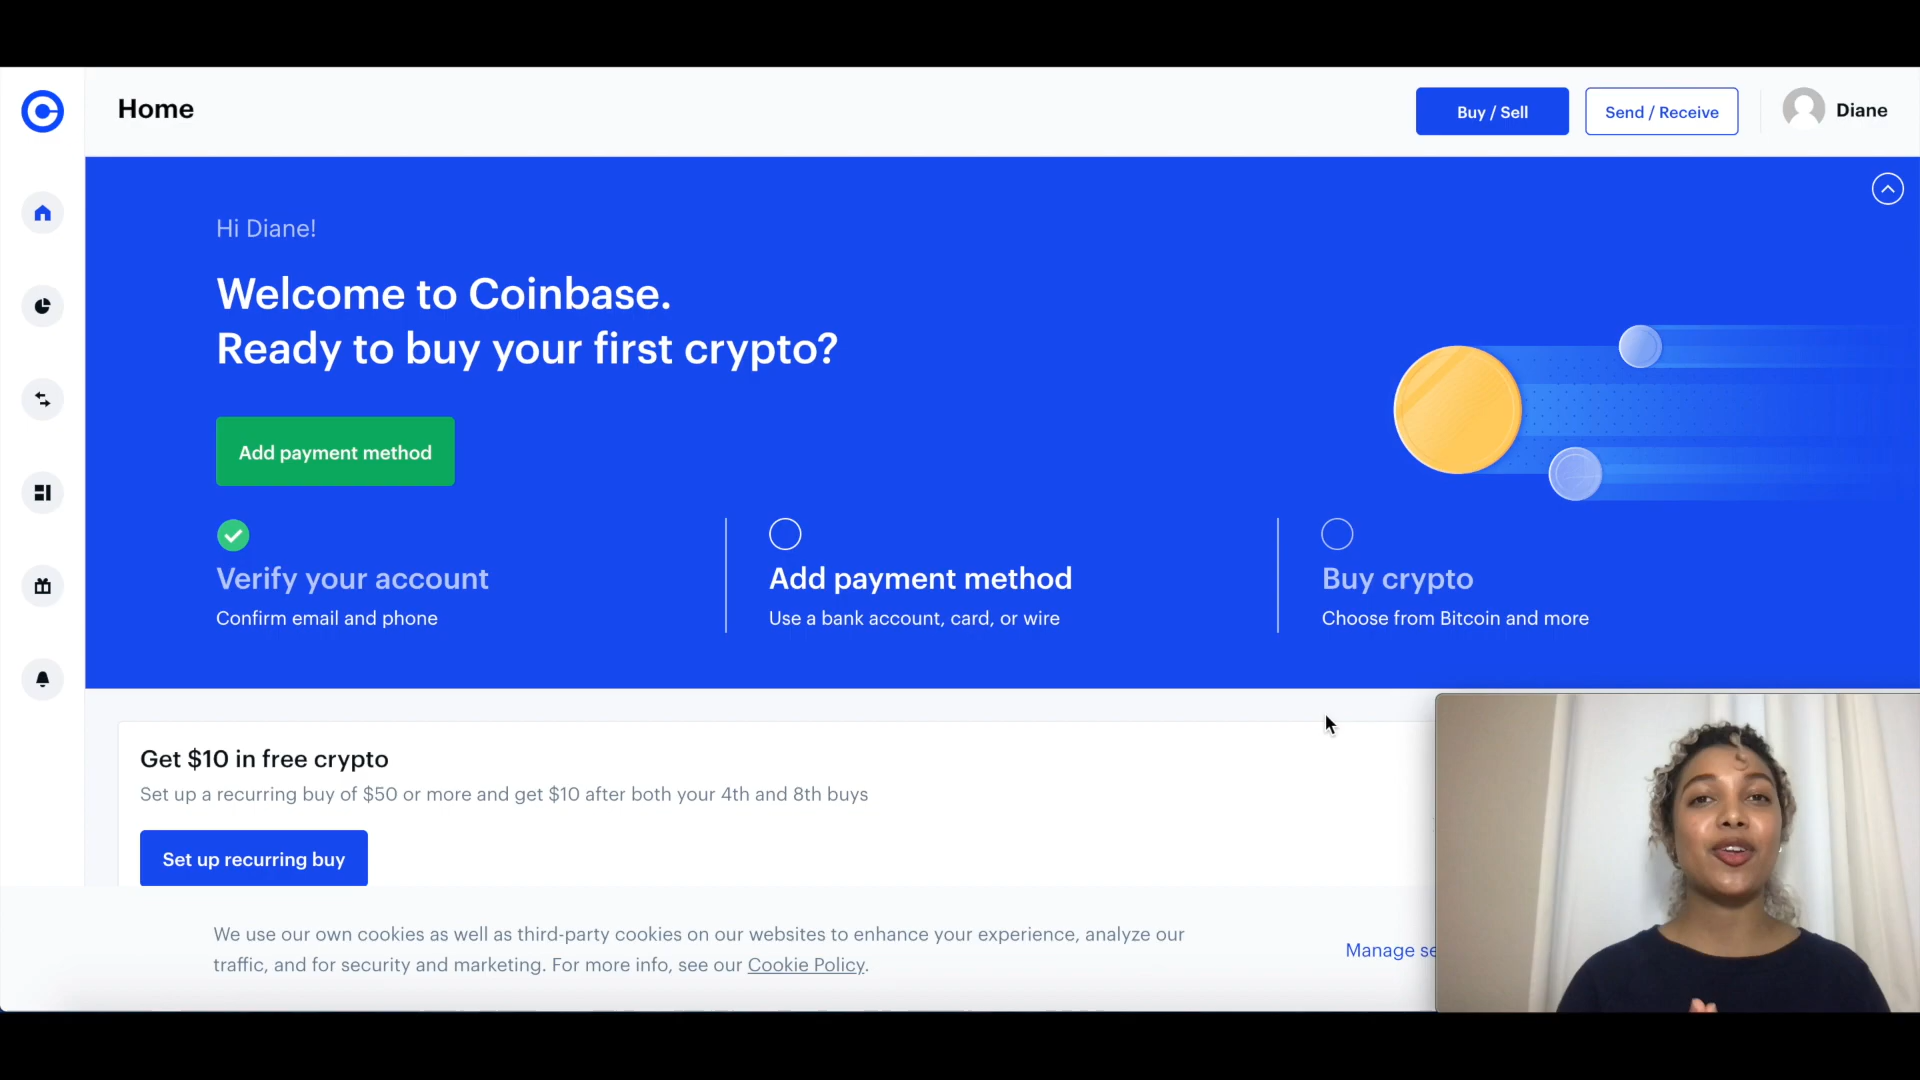 Home
Buy / Sell
Send / Receive
Diane
Hi Diane!
Welcome to Coinbase.
Ready to buy your first crypto?
Add payment method
Verify your account
Confirm email and phone
Add payment method
Use a bank account, card, or wire
Buy crypto
Choose from Bitcoin and more
Get $10 in free crypto
Set up a recurring buy of $50 or more and get $10 after both your 4th and 8th buys
Set up recurring buy
We use our own cookies as well as third-party cookies on our websites to enhance your experience, analyze our
traffic, and for security and marketing. For more info, see our Cookie Policy.
Manage se